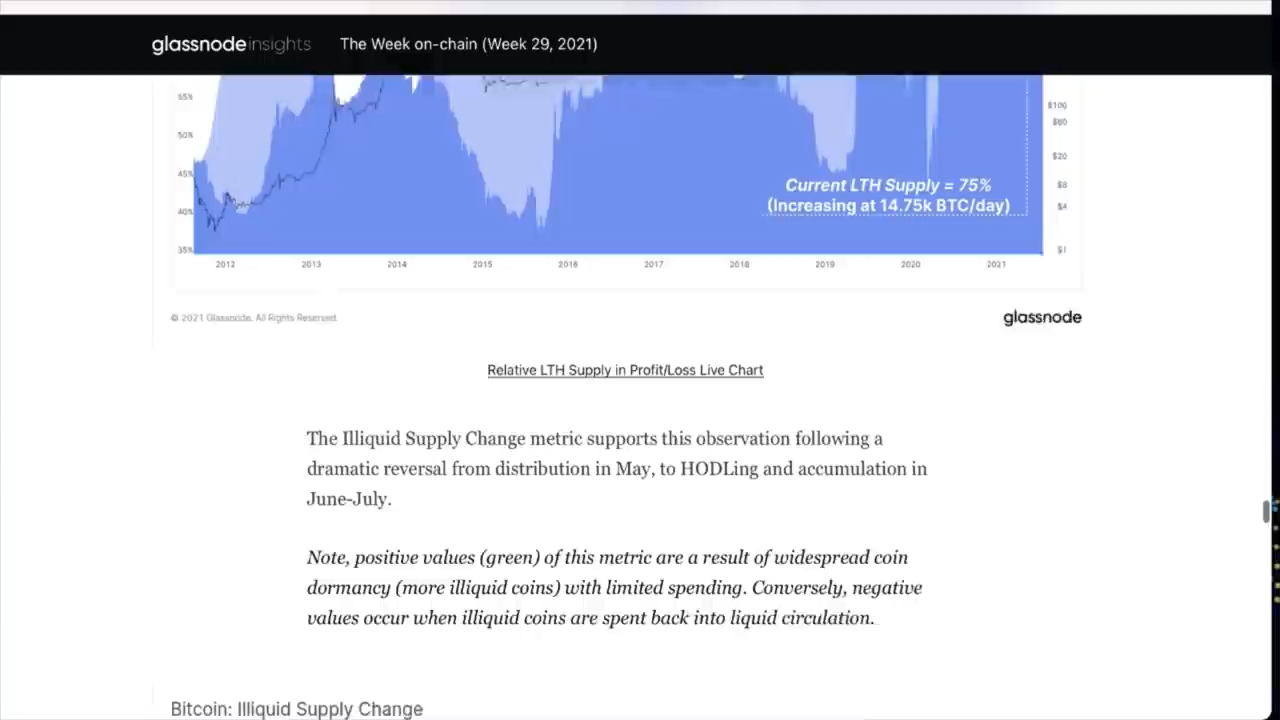 glassnode insights The Week on-chain (Week 29, 2021)
55% $100
50% $80
45% $20
Current LTH Supply = 75% $8
40% (Increasing at 14.75k BTC/day) $4
35% $1
2012 2013 2014 2015 2016 2017 2018 2019 2020 2021
© 2021 Glassnode. All Rights Reserved. glassnode
Relative LTH Supply in Profit/Loss Live Chart
The Illiquid Supply Change metric supports this observation following a
dramatic reversal from distribution in May, to HODLing and accumulation in
June-July.
Note, positive values (green) of this metric are a result of widespread coin
dormancy (more illiquid coins) with limited spending. Conversely, negative
values occur when illiquid coins are spent back into liquid circulation.
Bitcoin: Illiquid Supply Change